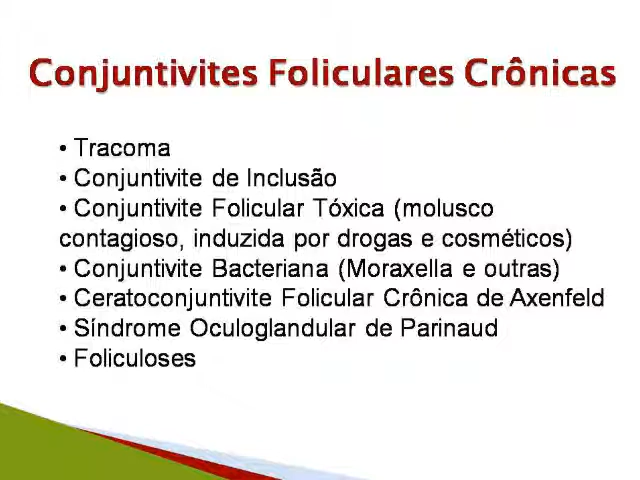 Conjuntivites Foliculares Crônicas
• Tracoma
• Conjuntivite de Inclusão
• Conjuntivite Folicular Tóxica (molusco
contagioso, induzida por drogas e cosméticos)
• Conjuntivite Bacteriana (Moraxella e outras)
• Ceratoconjuntivite Folicular Crônica de Axenfeld
• Síndrome Oculoglandular de Parinaud
• Foliculoses